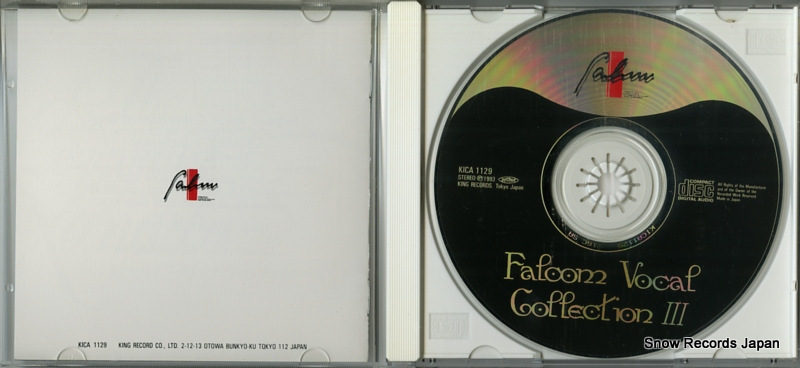 Falcom
KICA 1129 KING RECORD CO., LTD. 2-12-13 OTOWA BUNKYO-KU TOKYO 112 JAPAN
Falcom
KICA 1129
STEREO Ⓟ1993
KING RECORDS Tokyo Japan
COMPACT
disc
DIGITAL AUDIO
All Rights of the Manufacturer
and of the Owner of the
Recorded Work Reserved
Made in Japan
Falcom Vocal
Collection III
Snow Records Japan